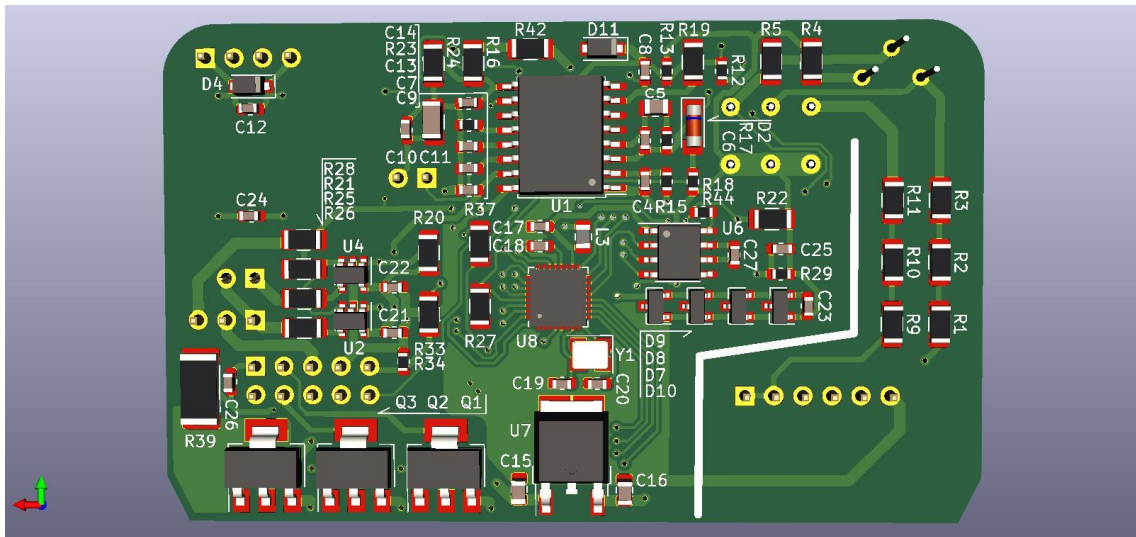 C14
R23
C13
C7
C9
R24
R16
R42
D11
C8
R13
R19
R12
R5
R4
D4
C12
C5
D2
R17
C6
C10
C11
R28
R21
R25
R26
C24
R37
U1
C4
R15
R18
R44
R22
R11
R3
R20
C17
C18
L3
U6
U4
C22
C27
C25
R29
R10
R2
C21
U2
R33
R34
R27
U8
C23
R9
R1
D9
D8
D7
D10
Y1
C19
C20
C26
R39
Q3 Q2 Q1
U7
C15
C16